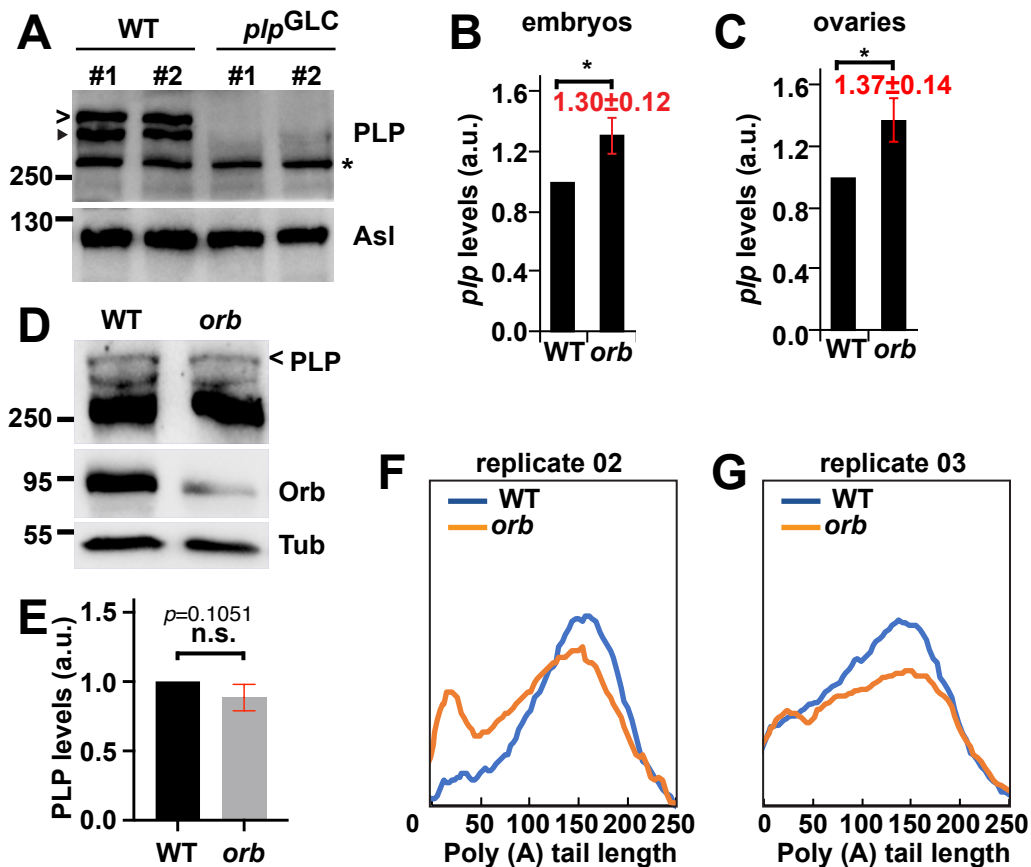 A
WT plpGLC
#1 #2 #1 #2
>
PLP
*
250
130
Asl
B
embryos
*
1.30±0.12
plp levels (a.u.)
1.6
1.2
0.8
0.4
0.0
WT orb
C
ovaries
*
1.37±0.14
plp levels (a.u.)
1.6
1.2
0.8
0.4
0.0
WT orb
D
WT orb
< PLP
250
95
Orb
55
Tub
E
p=0.1051
n.s.
PLP levels (a.u.)
1.5
1.0
0.5
0.0
WT orb
F
replicate 02
WT
orb
0 50 100 150 200 250
Poly (A) tail length
G
replicate 03
WT
orb
0 50 100 150 200 250
Poly (A) tail length